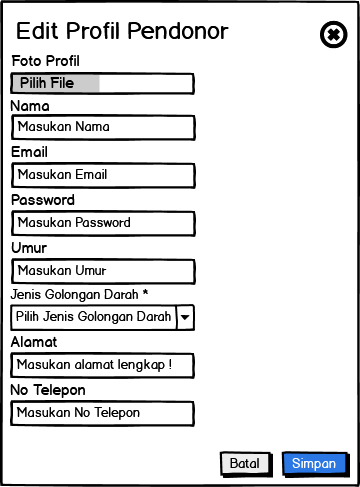 Edit Profil Pendonor
Foto Profil
Pilih File
Nama
Masukan Nama
Email
Masukan Email
Password
Masukan Password
Umur
Masukan Umur
Jenis Golongan Darah *
Pilih Jenis Golongan Darah
Alamat
Masukan alamat lengkap !
No Telepon
Masukan No Telepon
Batal Simpan